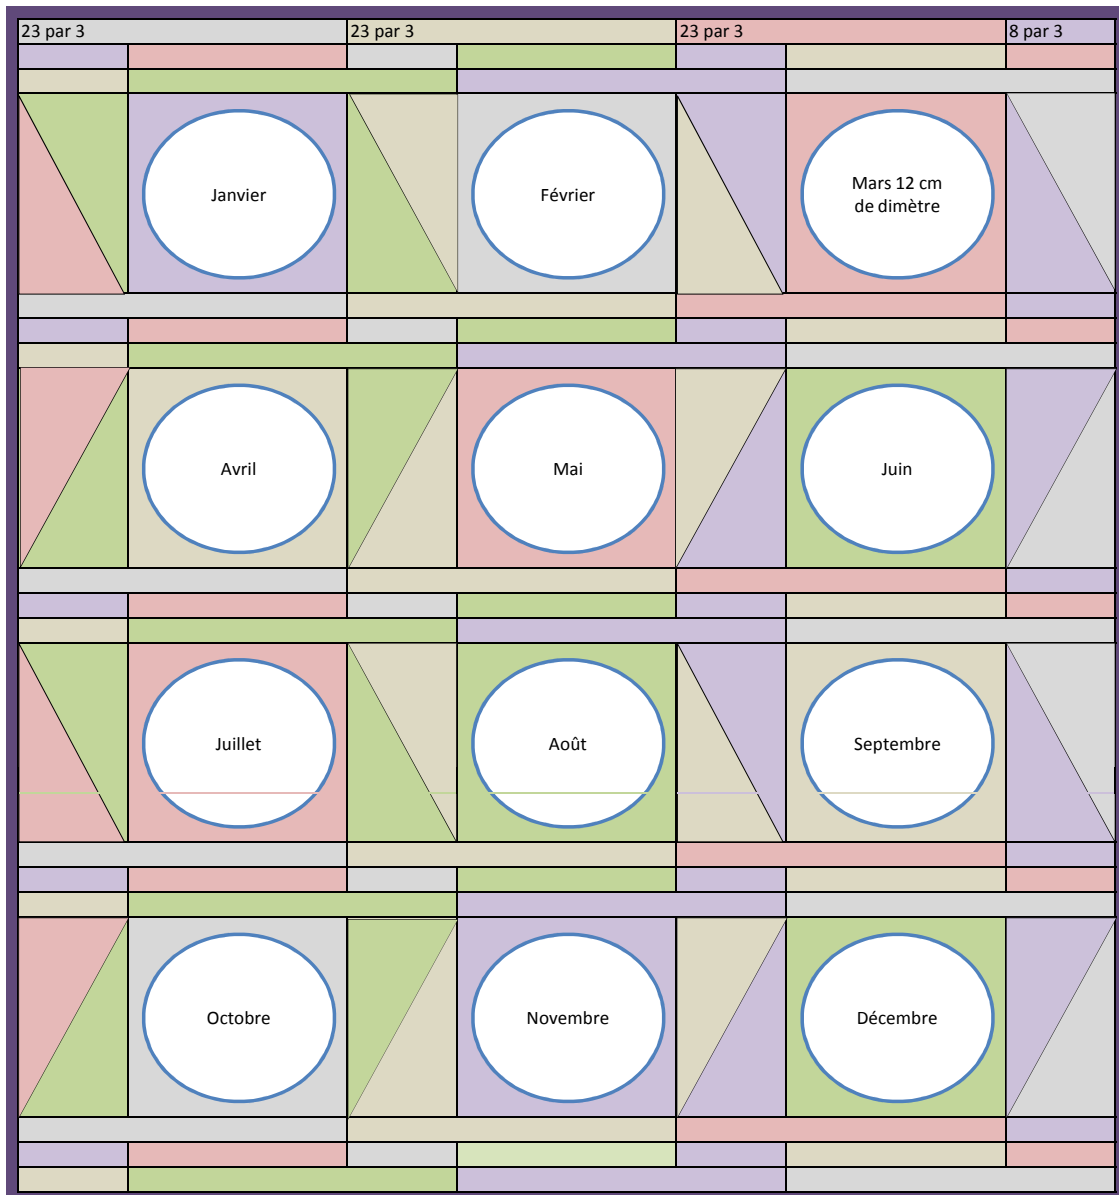 23 par 3
23 par 3
23 par 3
8 par 3
Janvier
Février
Mars 12 cm
de dimètre
Avril
Mai
Juin
Juillet
Août
Septembre
Octobre
Novembre
Décembre